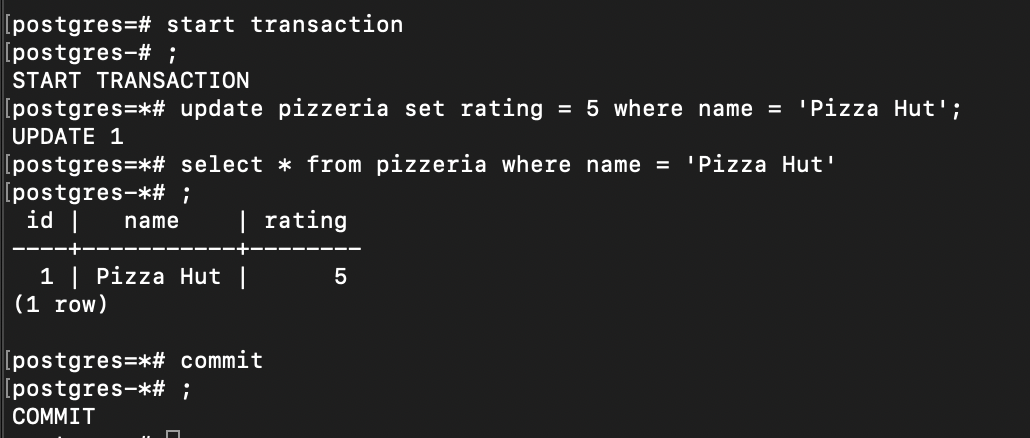 [postgres=# start transaction
[postgres-# ;
START TRANSACTION
[postgres=*# update pizzeria set rating = 5 where name = 'Pizza Hut';
UPDATE 1
[postgres=*# select * from pizzeria where name = 'Pizza Hut'
[postgres-*# ;
 id |   name    | rating
----+-----------+--------
  1 | Pizza Hut |      5
(1 row)

[postgres=*# commit
[postgres-*# ;
COMMIT